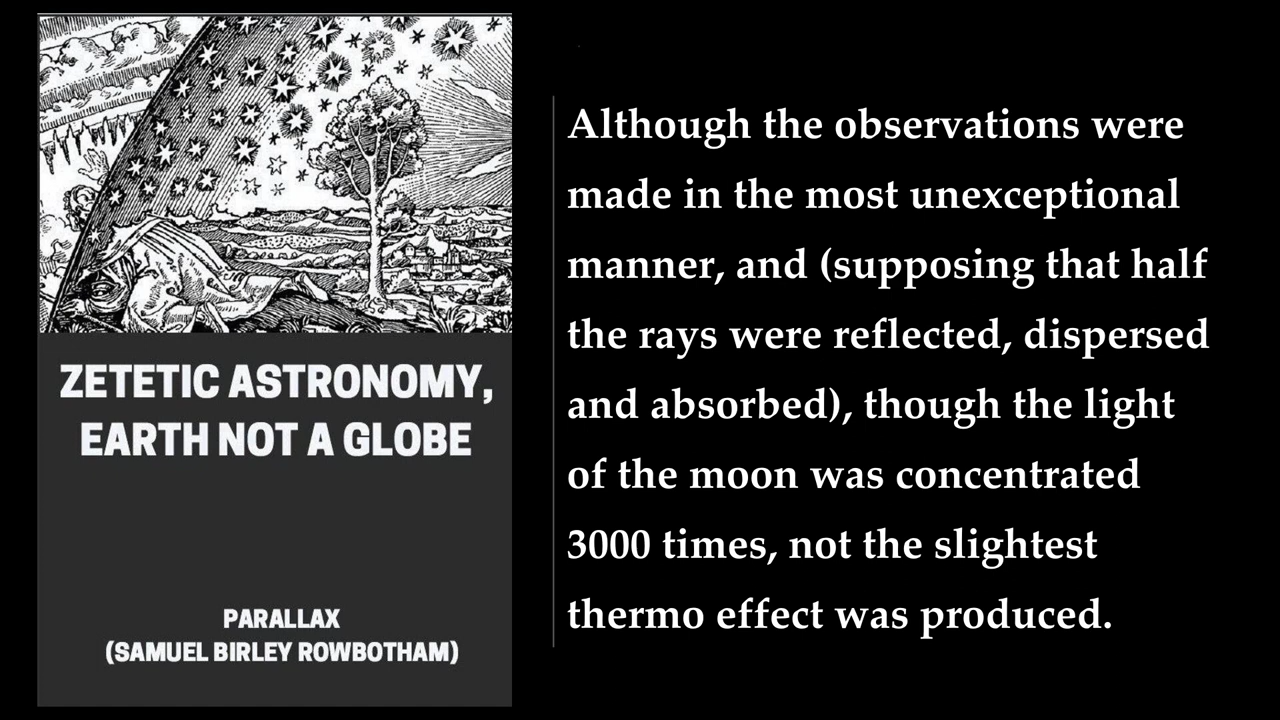 ZETETIC ASTRONOMY,
EARTH NOT A GLOBE
PARALLAX
(SAMUEL BIRLEY ROWBOTHAM)
Although the observations were
made in the most unexceptional
manner, and (supposing that half
the rays were reflected, dispersed
and absorbed), though the light
of the moon was concentrated
3000 times, not the slightest
thermo effect was produced.